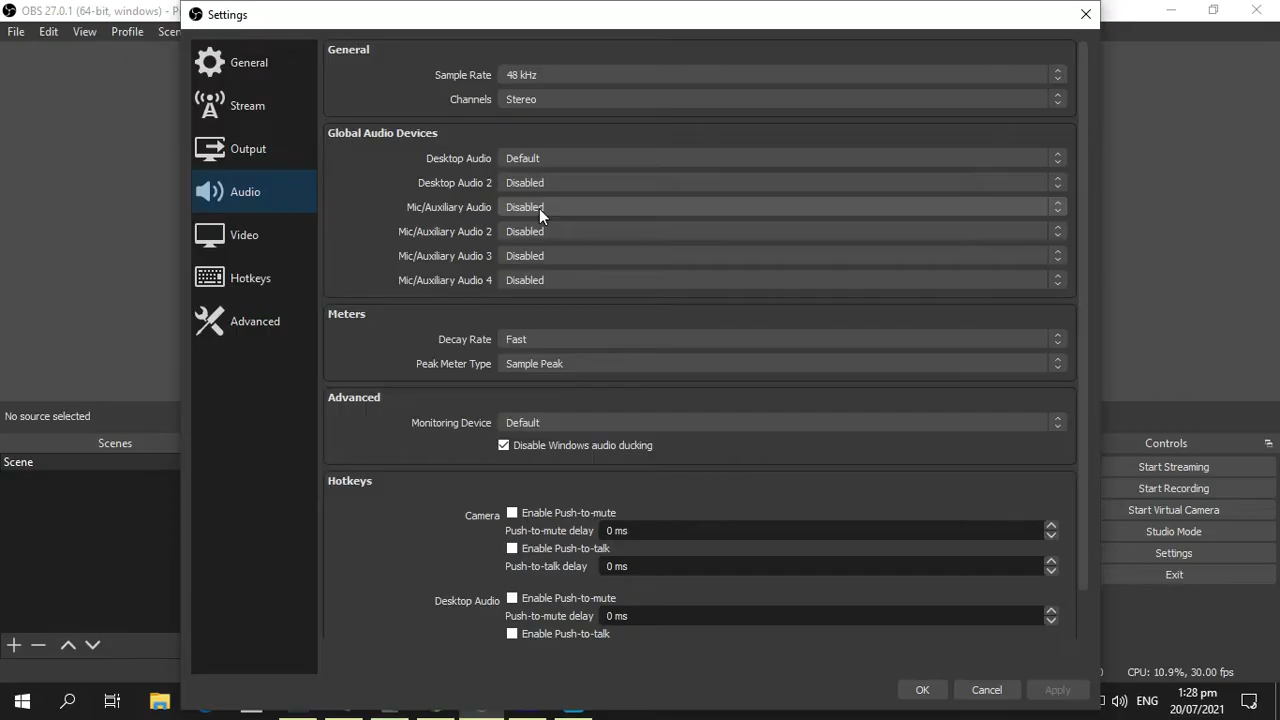 OBS 27.0.1 (64-bit, windows) - P
Settings
File Edit View Profile Scen
General
Stream
Output
Audio
Video
Hotkeys
Advanced
General
Sample Rate 48 kHz
Channels Stereo
Global Audio Devices
Desktop Audio Default
Desktop Audio 2 Disabled
Mic/Auxiliary Audio Disabled
Mic/Auxiliary Audio 2 Disabled
Mic/Auxiliary Audio 3 Disabled
Mic/Auxiliary Audio 4 Disabled
Meters
Decay Rate Fast
Peak Meter Type Sample Peak
Advanced
Monitoring Device Default
Disable Windows audio ducking
Hotkeys
Camera Enable Push-to-mute
Push-to-mute delay 0 ms
Enable Push-to-talk
Push-to-talk delay 0 ms
Desktop Audio Enable Push-to-mute
Push-to-mute delay 0 ms
Enable Push-to-talk
OK Cancel Apply
No source selected
Scenes
Scene
Controls
Start Streaming
Start Recording
Start Virtual Camera
Studio Mode
Settings
Exit
0 CPU: 10.9%, 30.00 fps
ENG
1:28 pm
20/07/2021